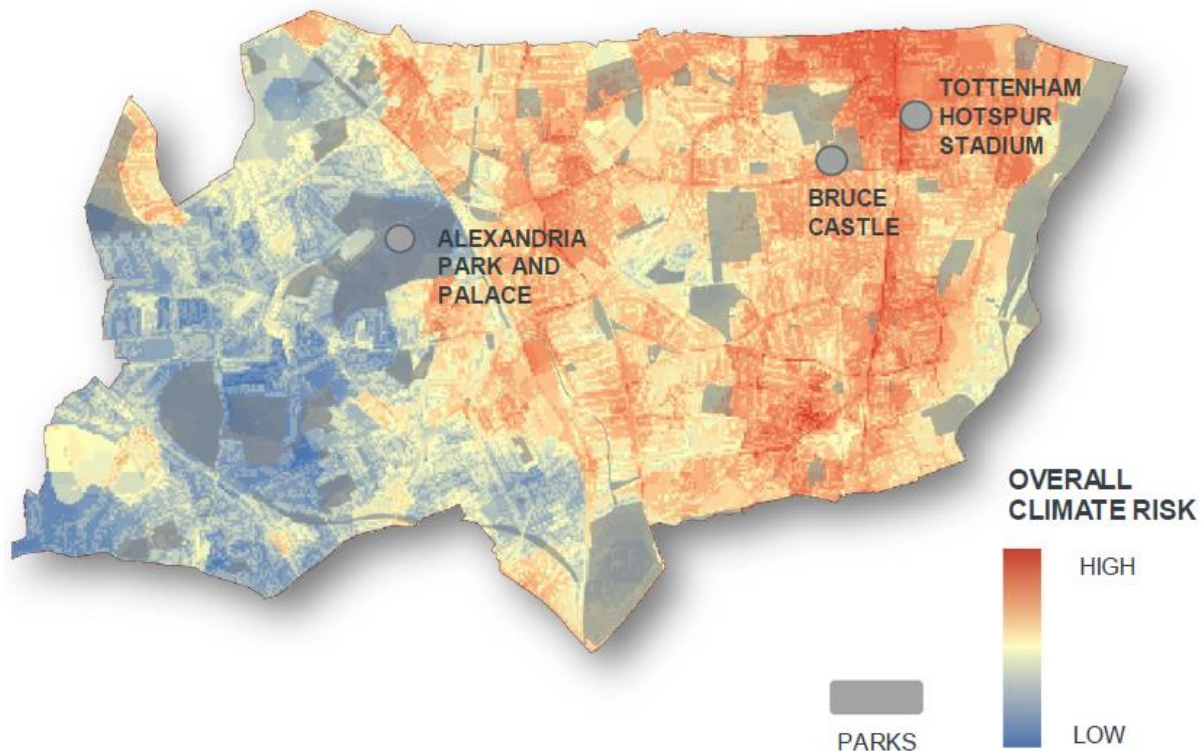 TOTTENHAM
HOTSPUR
STADIUM
BRUCE
CASTLE
ALEXANDRIA
PARK AND
PALACE
OVERALL
CLIMATE RISK
HIGH
LOW
PARKS